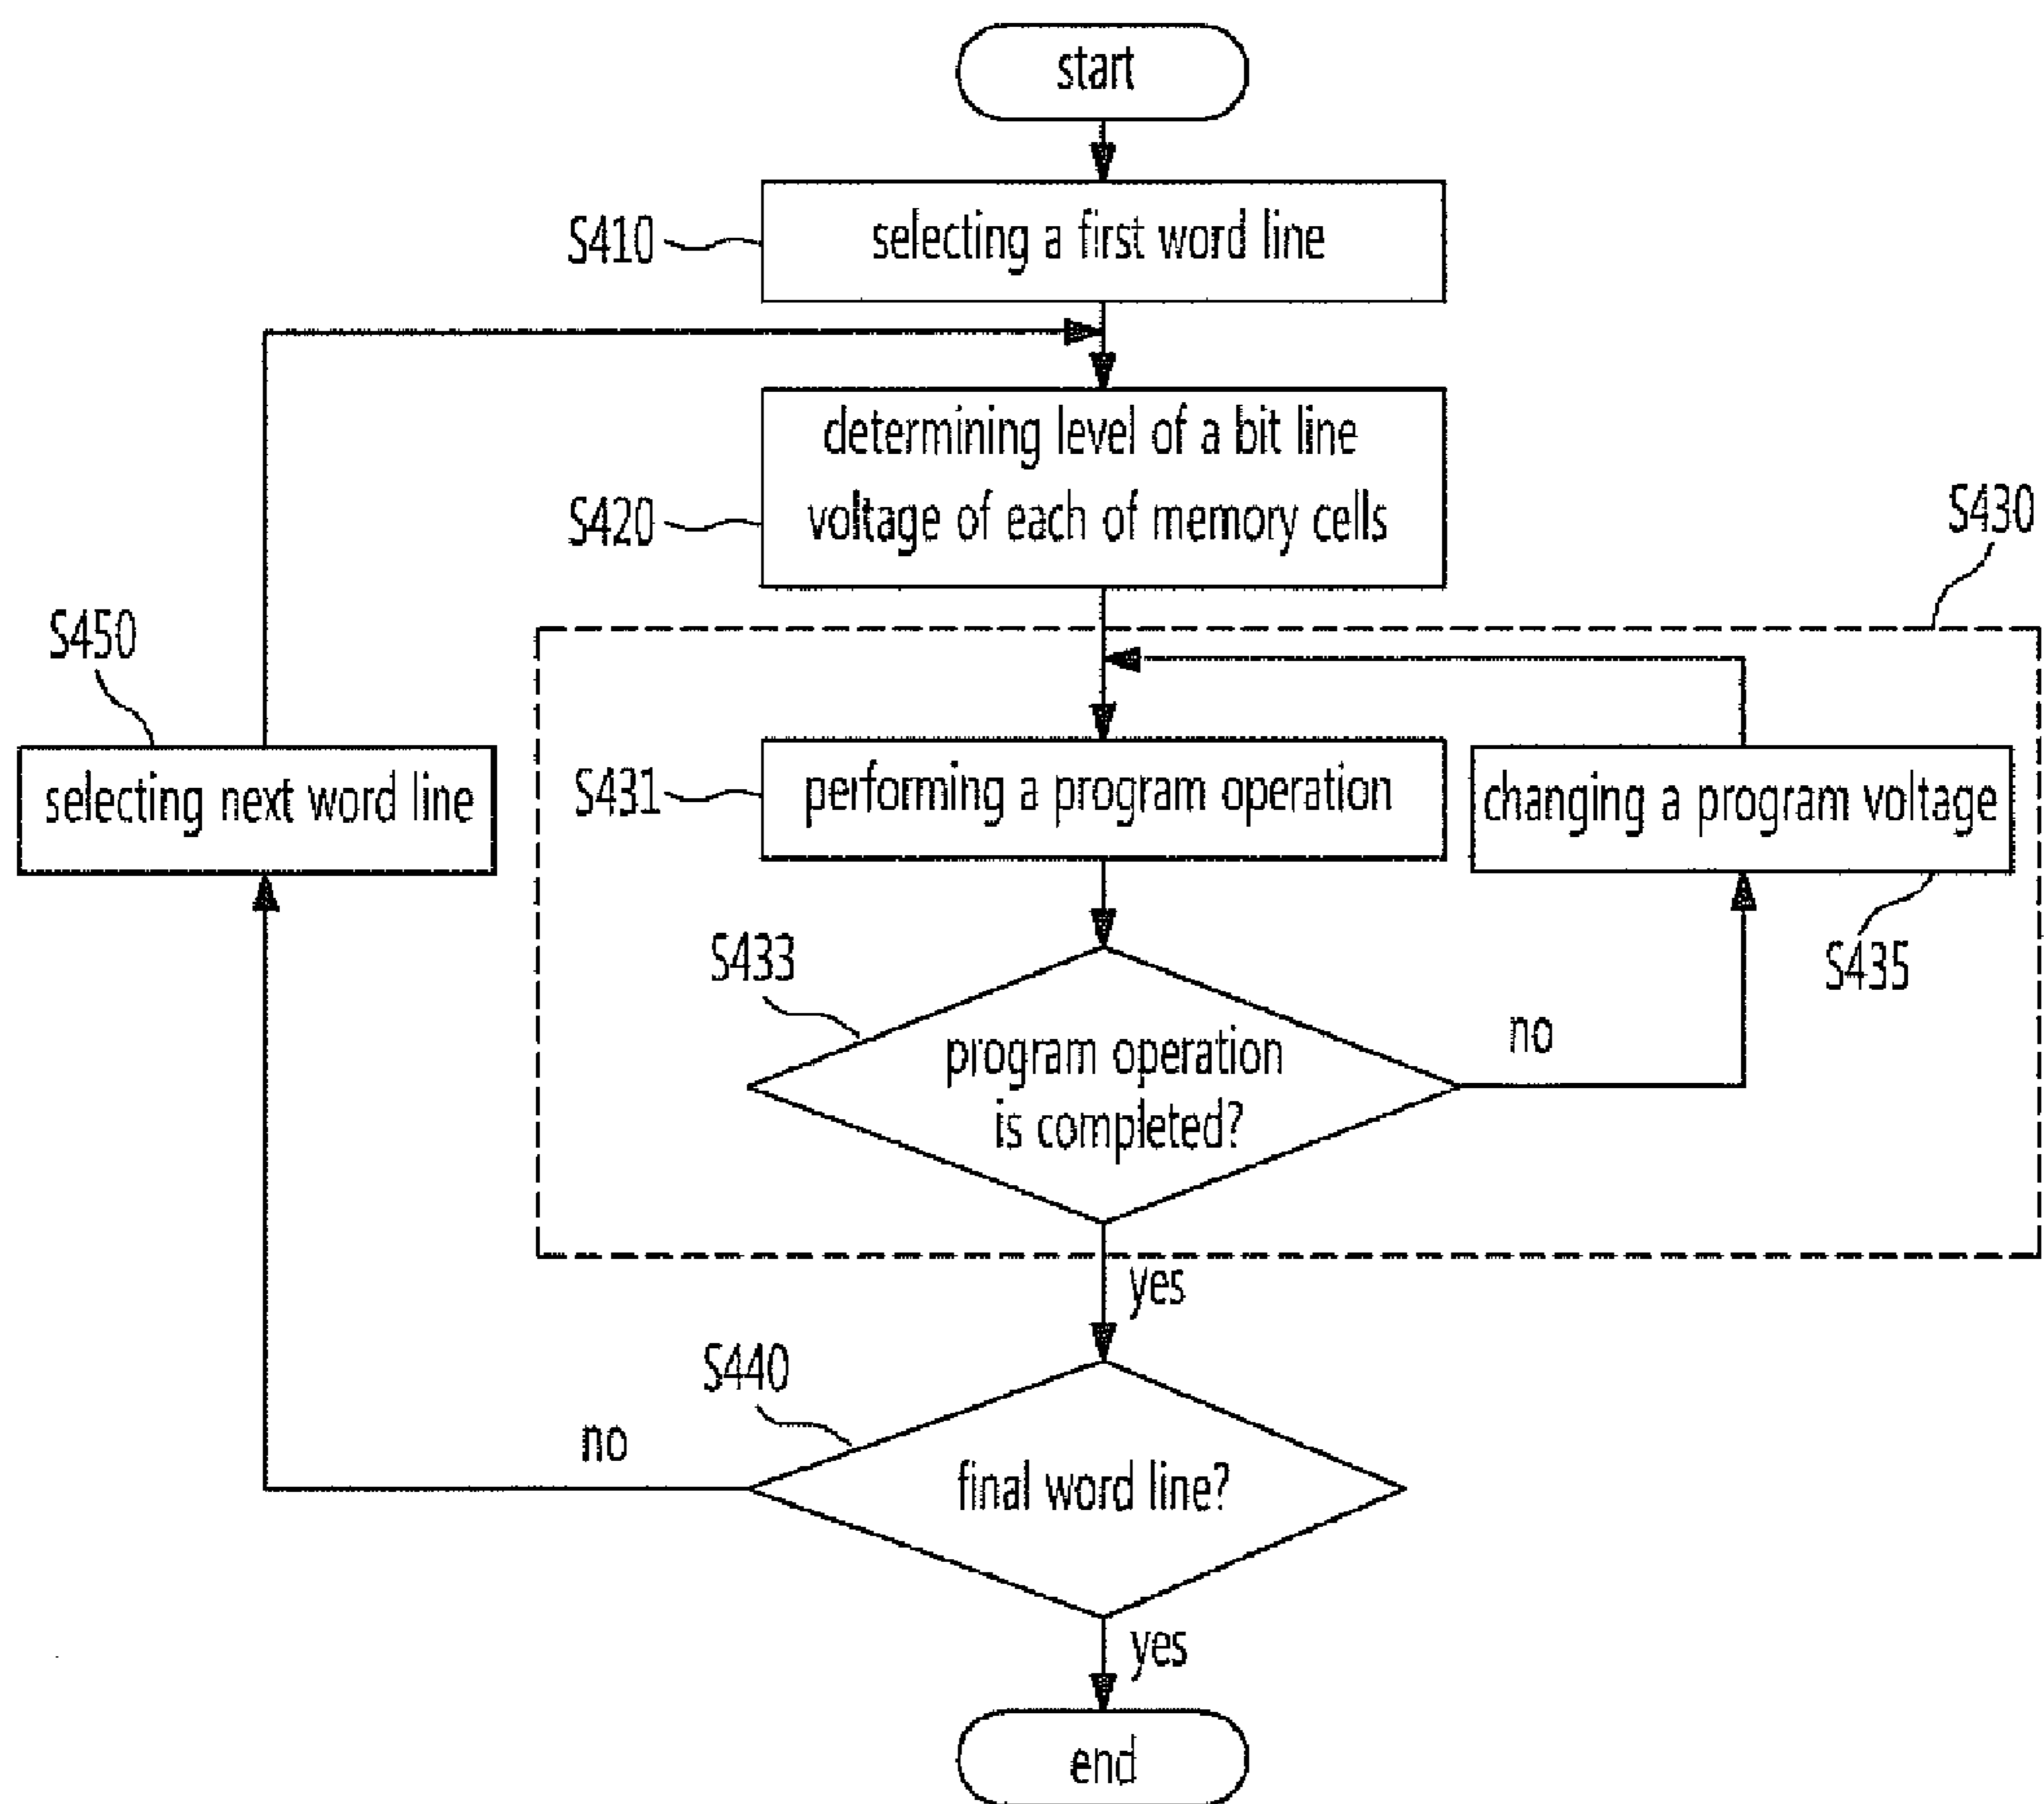 start
S410
selecting a first word line
determining level of a bit line
S420
voltage of each of memory cells
S430
S450
selecting next word line
S431
performing a program operation
changing a program voltage
S435
S433
program operation
is completed?
no
yes
S440
no
final word line?
yes
end